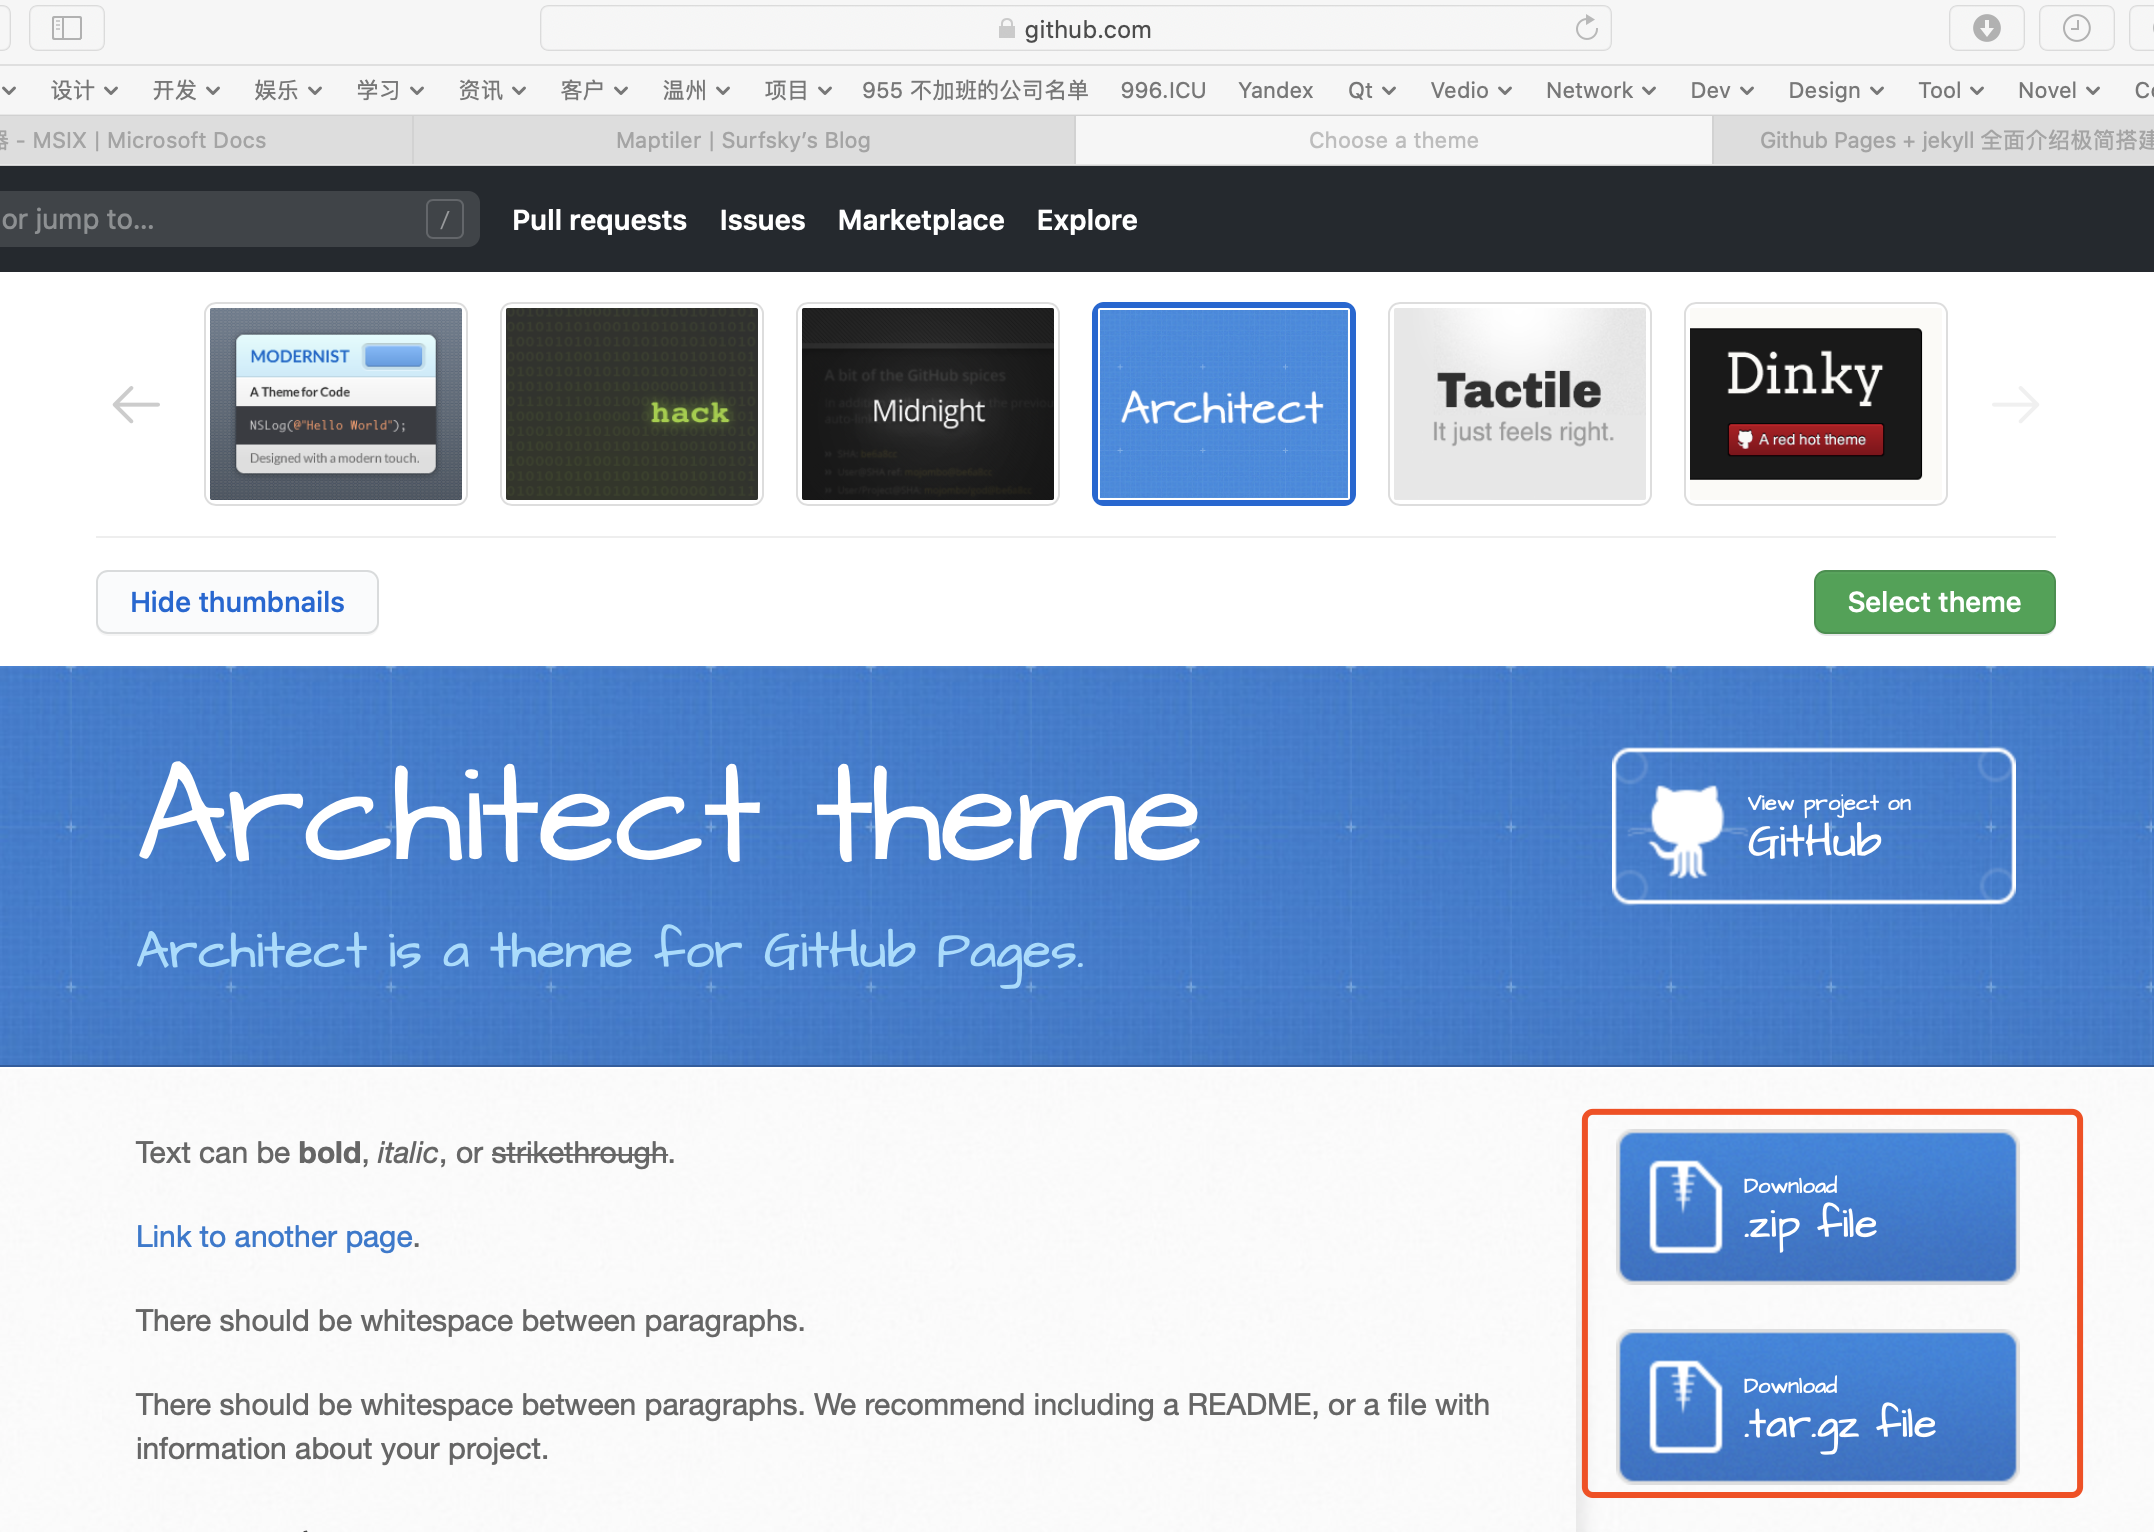 github.com
设计 开发 娱乐 学习 资讯 客户 温州 项目 955 不加班的公司名单 996.ICU Yandex Qt Vedio Network Dev Design Tool Novel
- MSIX | Microsoft Docs Maptiler | Surfsky’s Blog Choose a theme Github Pages + jekyll 全面介绍极简搭建
or jump to... / Pull requests Issues Marketplace Explore
MODERNIST
A Theme for Code
NSLog(@"Hello World");
Designed with a modern touch.
hack
A bit of the GitHub spices
Midnight
Architect
Tactile
It just feels right.
Dinky
A red hot theme
Hide thumbnails Select theme
Architect theme
Architect is a theme for GitHub Pages.
View project on
GitHub
Text can be bold, italic, or strikethrough.
Link to another page.
There should be whitespace between paragraphs.
There should be whitespace between paragraphs. We recommend including a README, or a file with
information about your project.
Download
.zip file
Download
.tar.gz file